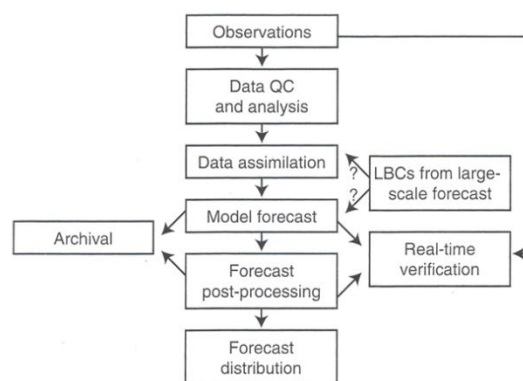 Observations
Data QC
and analysis
Data assimilation
?
LBCs from large-
scale forecast
?
Model forecast
Archival
Real-time
verification
Forecast
post-processing
Forecast
distribution